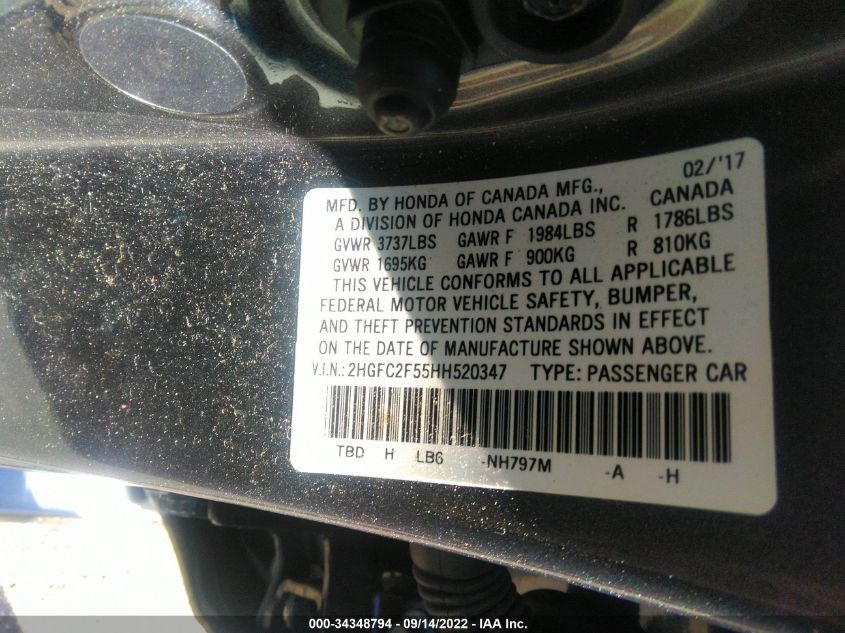 02/'17
MFD. BY HONDA OF CANADA MFG., CANADA
A DIVISION OF HONDA CANADA INC.
GVWR 3737LBS GAWR F 1984LBS R 1786LBS
GVWR 1695KG GAWR F 900KG R 810KG
THIS VEHICLE CONFORMS TO ALL APPLICABLE
FEDERAL MOTOR VEHICLE SAFETY, BUMPER,
AND THEFT PREVENTION STANDARDS IN EFFECT
ON THE DATE OF MANUFACTURE SHOWN ABOVE.
V.I.N.: 2HGFC2F55HH520347 TYPE: PASSENGER CAR
TBD H LB6 -NH797M -A -H
000-34348794 - 09/14/2022 - IAA Inc.